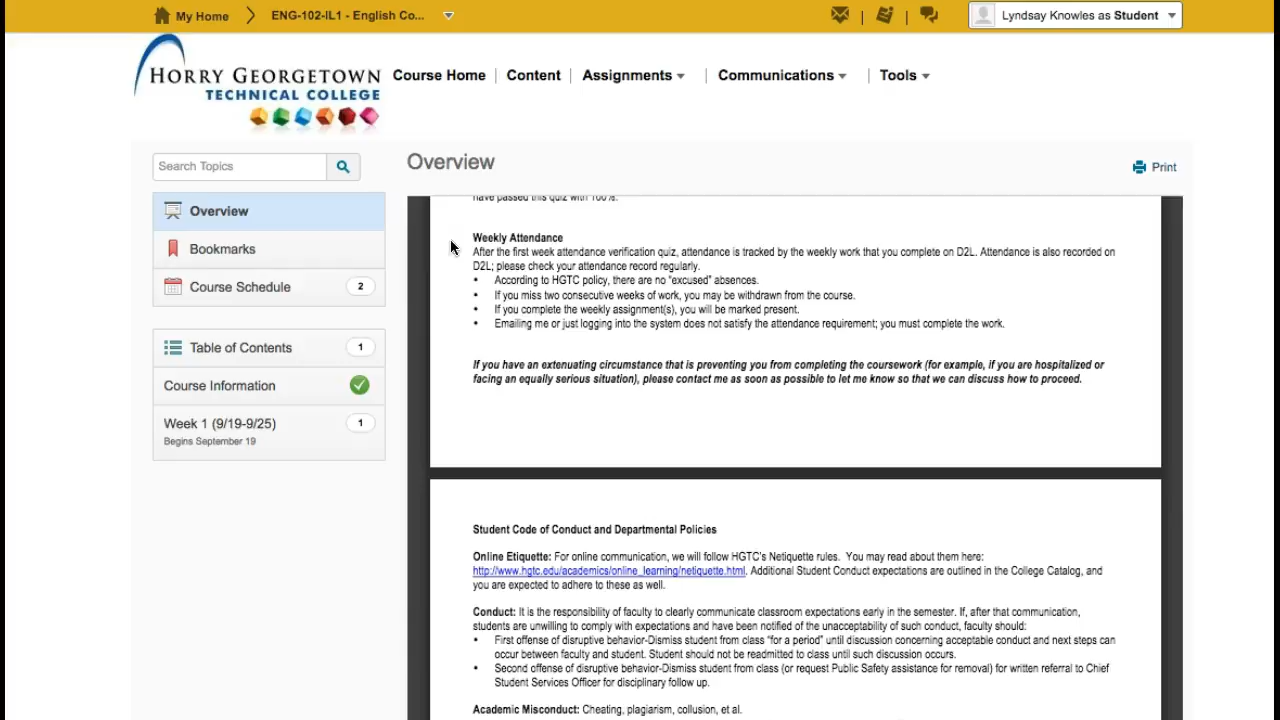 My Home
ENG-102-IL1 - English Co...
Lyndsay Knowles as Student
HORRY GEORGETOWN
TECHNICAL COLLEGE
Course Home
Content
Assignments
Communications
Tools
Search Topics
Overview
Bookmarks
Course Schedule 2
Table of Contents 1
Course Information
Week 1 (9/19-9/25) 1
Begins September 19
Overview
Print
have passed this quiz with 100%.
Weekly Attendance
After the first week attendance verification quiz, attendance is tracked by the weekly work that you complete on D2L. Attendance is also recorded on
D2L; please check your attendance record regularly.
• According to HGTC policy, there are no “excused” absences.
• If you miss two consecutive weeks of work, you may be withdrawn from the course.
• If you complete the weekly assignment(s), you will be marked present.
• Emailing me or just logging into the system does not satisfy the attendance requirement; you must complete the work.
If you have an extenuating circumstance that is preventing you from completing the coursework (for example, if you are hospitalized or
facing an equally serious situation), please contact me as soon as possible to let me know so that we can discuss how to proceed.
Student Code of Conduct and Departmental Policies
Online Etiquette: For online communication, we will follow HGTC's Netiquette rules. You may read about them here:
http://www.hgtc.edu/academics/online_learning/netiquette.html. Additional Student Conduct expectations are outlined in the College Catalog, and
you are expected to adhere to these as well.
Conduct: It is the responsibility of faculty to clearly communicate classroom expectations early in the semester. If, after that communication,
students are unwilling to comply with expectations and have been notified of the unacceptability of such conduct, faculty should:
• First offense of disruptive behavior-Dismiss student from class “for a period” until discussion concerning acceptable conduct and next steps can
occur between faculty and student. Student should not be readmitted to class until such discussion occurs.
• Second offense of disruptive behavior-Dismiss student from class (or request Public Safety assistance for removal) for written referral to Chief
Student Services Officer for disciplinary follow up.
Academic Misconduct: Cheating, plagiarism, collusion, et al.